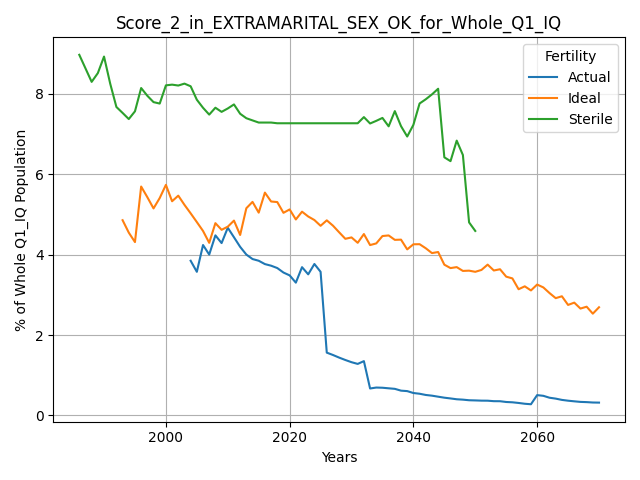 Score_2_in_EXTRAMARITAL_SEX_OK_for_Whole_Q1_IQ
% of Whole Q1_IQ Population
8
6
4
2
0
Fertility
Actual
Ideal
Sterile
2000
2020
2040
2060
Years